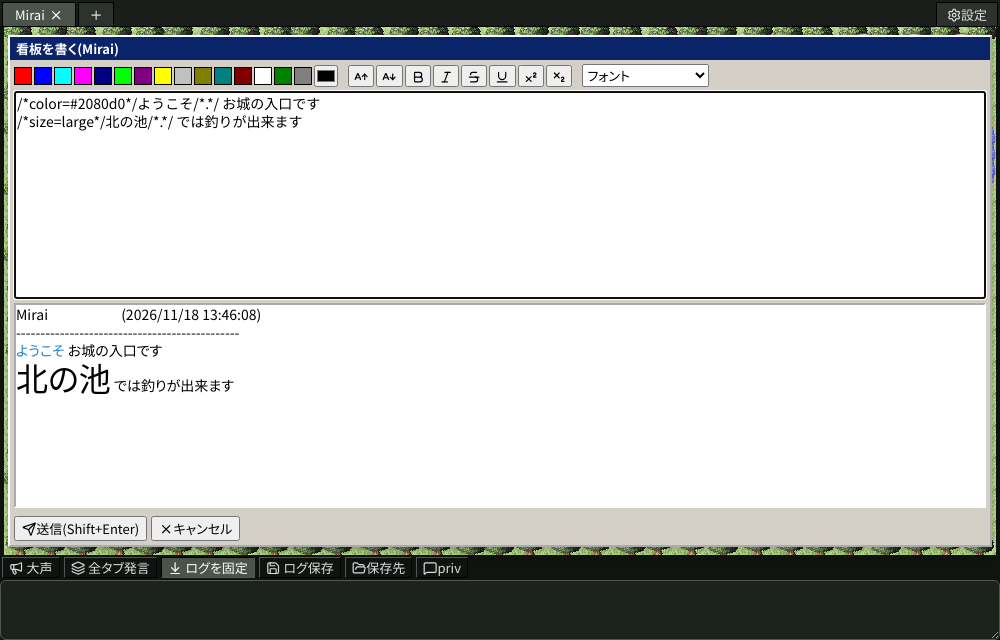 Mirai
設定
看板を書く(Mirai)
A A B I S U x² x₂ フォント
/*color=#2080d0*/ようこそ/*.*/ お城の入口です
/*size=large*/北の池/*.*/ では釣りが出来ます
Mirai (2026/11/18 13:46:08)
----------------------------------------------
ようこそ お城の入口です
北の池 では釣りが出来ます
送信(Shift+Enter) キャンセル
大声 全タブ発言 ログを固定 ログ保存 保存先 priv